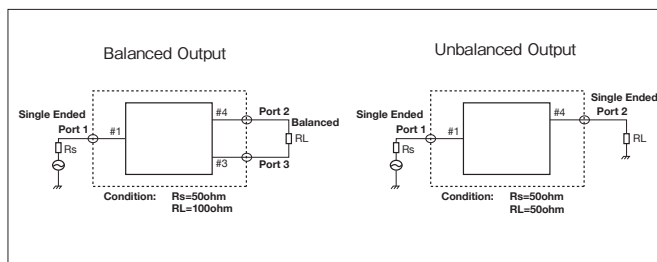 Balanced Output
Single Ended
Port 1
#1
Rs
#4
Port 2
Balanced
RL
#3
Port 3
Condition: Rs=50ohm
RL=100ohm
Unbalanced Output
Single Ended
Port 1
#1
Rs
#4
Single Ended
Port 2
RL
Condition: Rs=50ohm
RL=50ohm